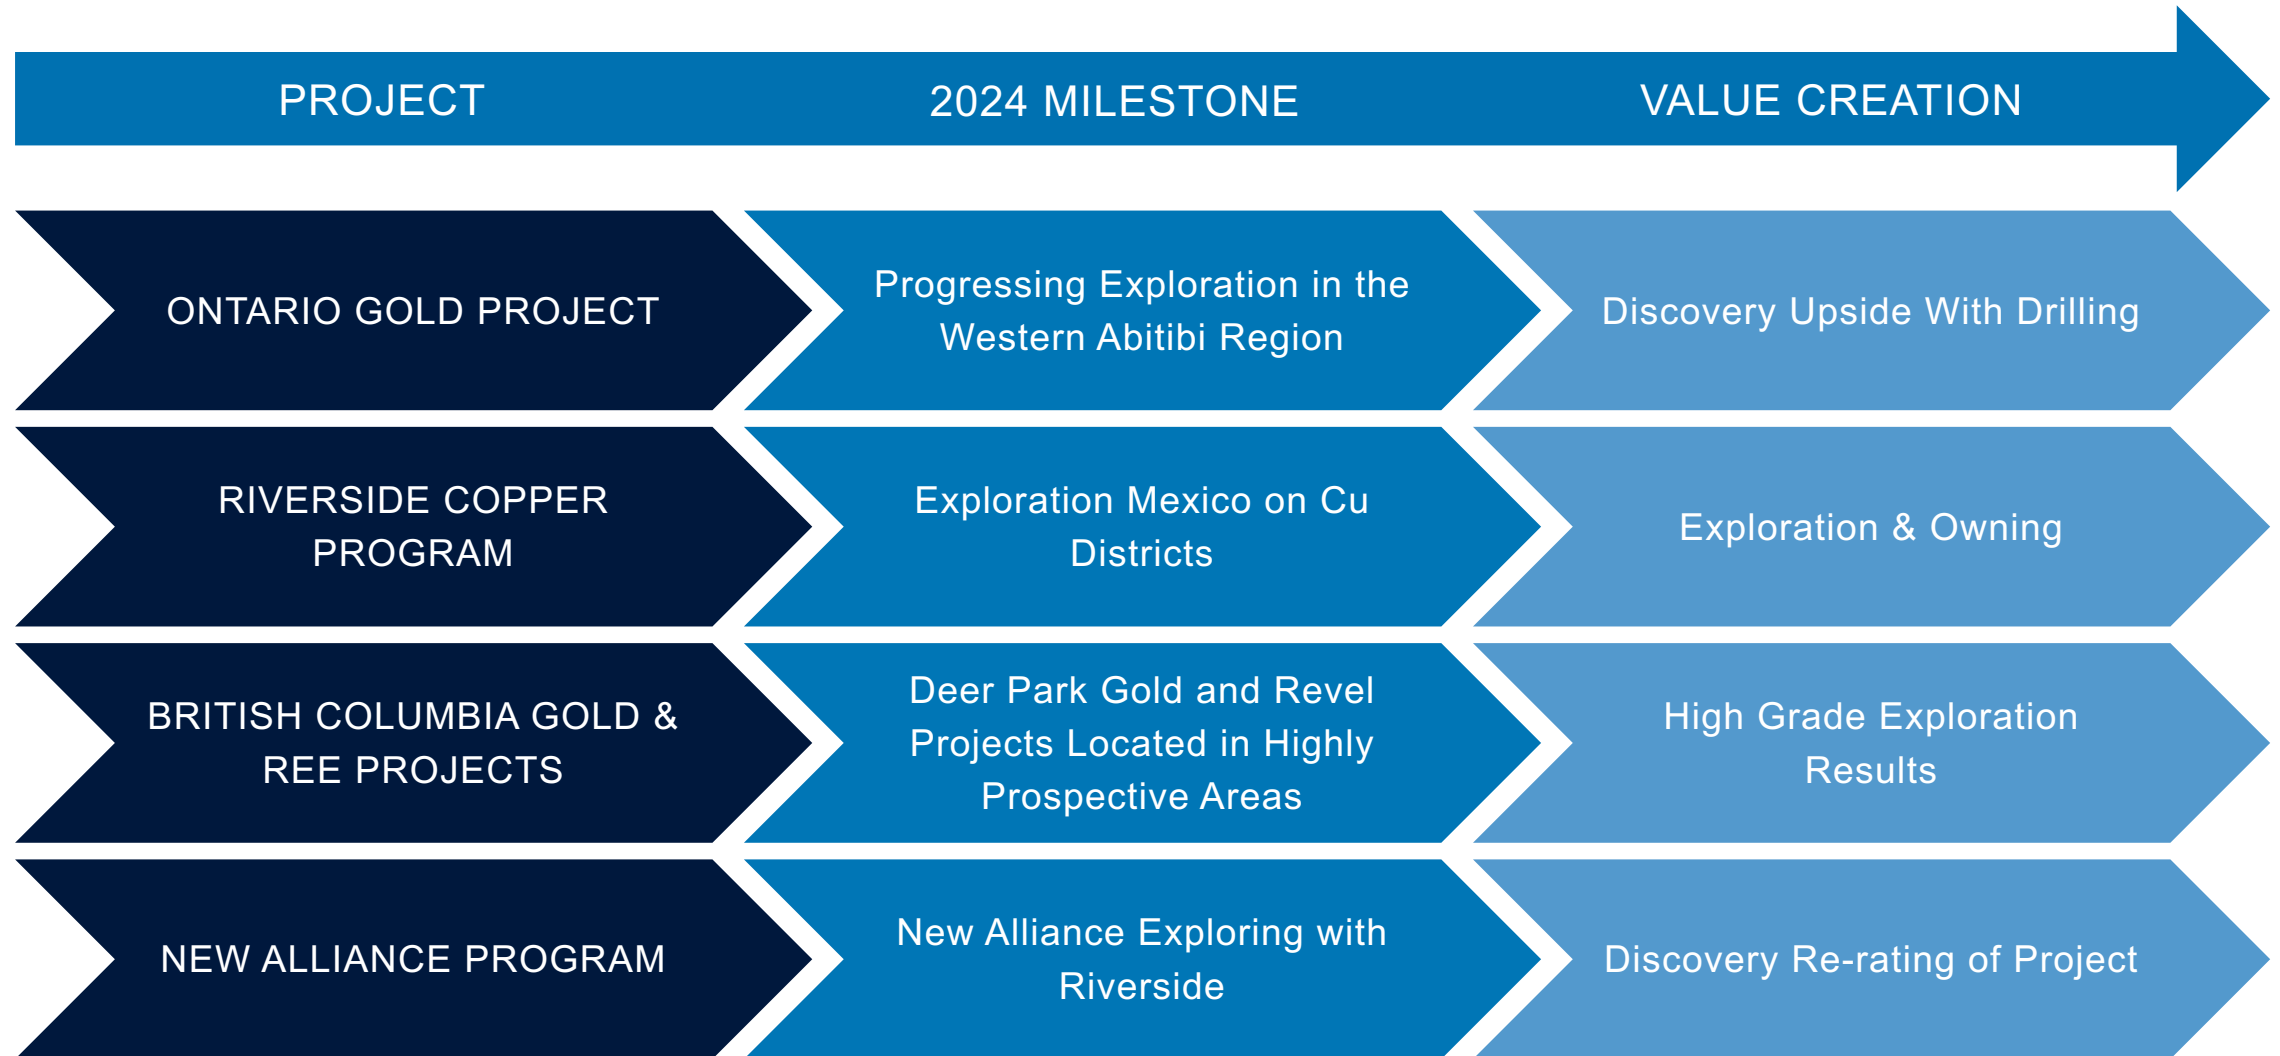 PROJECT
2024 MILESTONE
VALUE CREATION
ONTARIO GOLD PROJECT
Progressing Exploration in the
Western Abitibi Region
Discovery Upside With Drilling
RIVERSIDE COPPER
PROGRAM
Exploration Mexico on Cu
Districts
Exploration & Owning
BRITISH COLUMBIA GOLD &
REE PROJECTS
Deer Park Gold and Revel
Projects Located in Highly
Prospective Areas
High Grade Exploration
Results
NEW ALLIANCE PROGRAM
New Alliance Exploring with
Riverside
Discovery Re-rating of Project